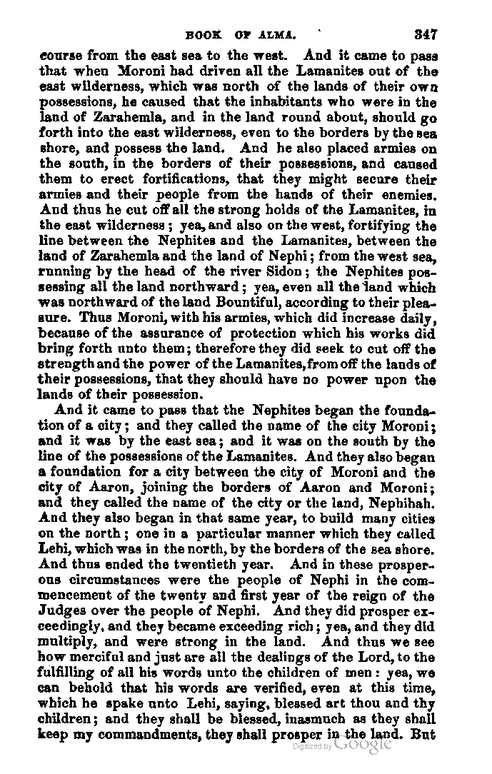 BOOK OF ALMA. 347
course from the east sea to the west. And it came to pass
that when Moroni had driven all the Lamanites out of the
east wilderness, which was north of the lands of their own
possessions, he caused that the inhabitants who were in the
land of Zarahemla, and in the land round about, should go
forth into the east wilderness, even to the borders by the sea
shore, and possess the land. And he also placed armies on
the south, in the borders of their possessions, and caused
them to erect fortifications, that they might secure their
armies and their people from the hands of their enemies.
And thus he cut off all the strong holds of the Lamanites, in
the east wilderness; yea, and also on the west, fortifying the
line between the Nephites and the Lamanites, between the
land of Zarahemla and the land of Nephi; from the west sea,
running by the head of the river Sidon; the Nephites pos-
sessing all the land northward; yea, even all the land which
was northward of the land Bountiful, according to their plea-
sure. Thus Moroni, with his armies, which did increase daily,
because of the assurance of protection which his works did
bring forth unto them; therefore they did seek to cut off the
strength and the power of the Lamanites, from off the lands of
their possessions, that they should have no power upon the
lands of their possession.
And it came to pass that the Nephites began the founda-
tion of a city; and they called the name of the city Moroni;
and it was by the east sea; and it was on the south by the
line of the possessions of the Lamanites. And they also began
a foundation for a city between the city of Moroni and the
city of Aaron, joining the borders of Aaron and Moroni;
and they called the name of the city or the land, Nephihah.
And they also began in that same year, to build many cities
on the north; one in a particular manner which they called
Lehi, which was in the north, by the borders of the sea shore.
And thus ended the twentieth year. And in these prosper-
ous circumstances were the people of Nephi in the com-
mencement of the twenty and first year of the reign of the
Judges over the people of Nephi. And they did prosper ex-
ceedingly, and they became exceeding rich; yea, and they did
multiply, and were strong in the land. And thus we see
how merciful and just are all the dealings of the Lord, to the
fulfilling of all his words unto the children of men: yea, we
can behold that his words are verified, even at this time,
which he spake unto Lehi, saying, blessed art thou and thy
children; and they shall be blessed, inasmuch as they shall
keep my commandments, they shall prosper in the land. But
Digitized by Google